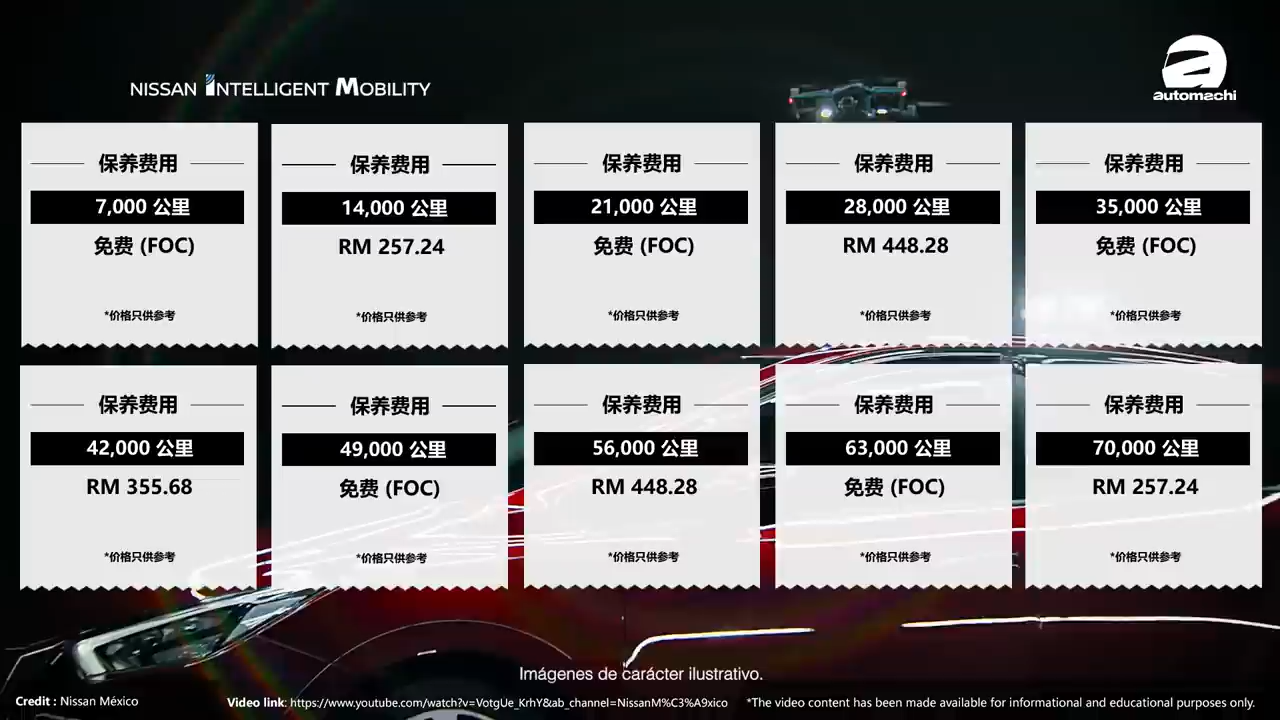 NISSAN INTELLIGENT MOBILITY
automachi
保养费用
7,000 公里
免费 (FOC)
*价格只供参考
保养费用
14,000 公里
RM 257.24
*价格只供参考
保养费用
21,000 公里
免费 (FOC)
*价格只供参考
保养费用
28,000 公里
RM 448.28
*价格只供参考
保养费用
35,000 公里
免费 (FOC)
*价格只供参考
保养费用
42,000 公里
RM 355.68
*价格只供参考
保养费用
49,000 公里
免费 (FOC)
*价格只供参考
保养费用
56,000 公里
RM 448.28
*价格只供参考
保养费用
63,000 公里
免费 (FOC)
*价格只供参考
保养费用
70,000 公里
RM 257.24
*价格只供参考
Imágenes de carácter ilustrativo.
Credit : Nissan México
Video link: https://www.youtube.com/watch?v=VotgUe_KrhY&ab_channel=NissanM%C3%A9xico
*The video content has been made available for informational and educational purposes only.